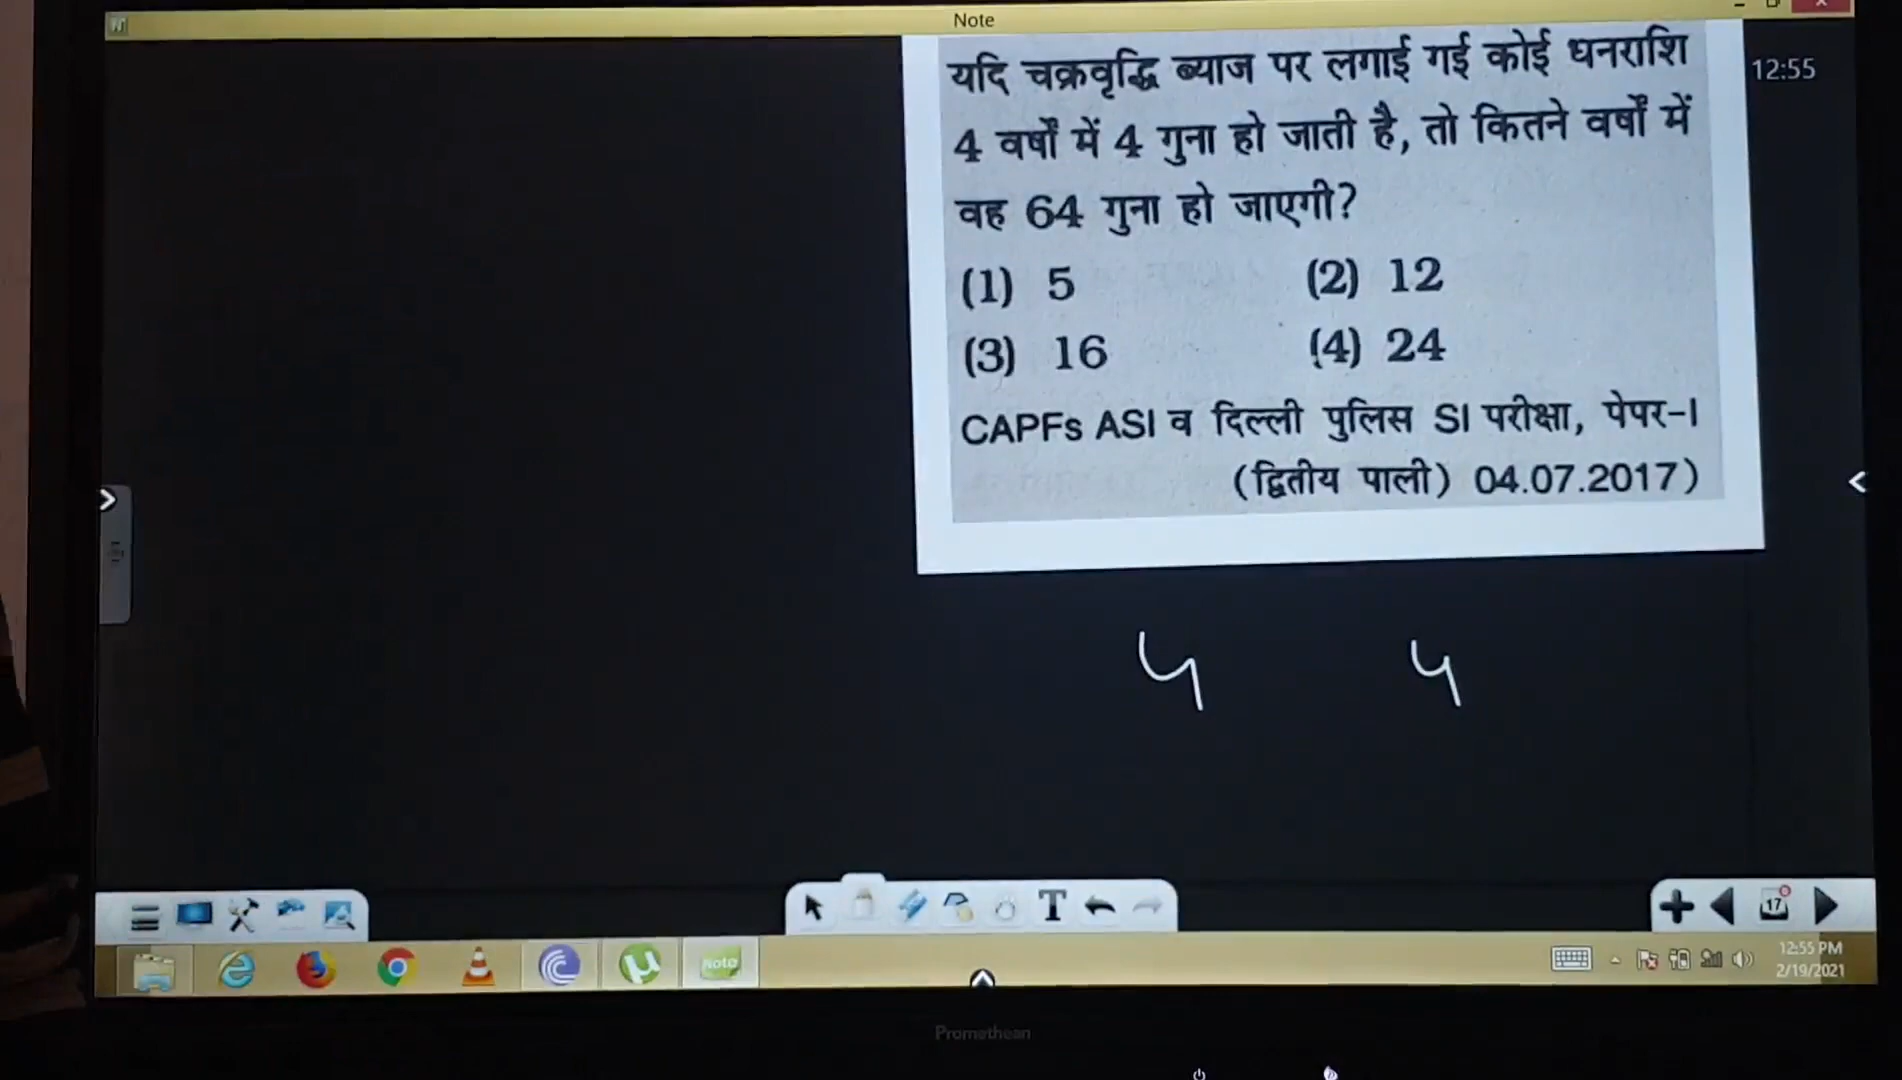 Note
12:55
यदि चक्रवृद्धि ब्याज पर लगाई गई कोई धनराशि
4 वर्षों में 4 गुना हो जाती है, तो कितने वर्षों में
वह 64 गुना हो जाएगी?
(1) 5 (2) 12
(3) 16 (4) 24
CAPFs ASI व दिल्ली पुलिस SI परीक्षा, पेपर-I
(द्वितीय पाली) 04.07.2017)
4 4
T
17
Note
12:55 PM
2/19/2021
Promethean